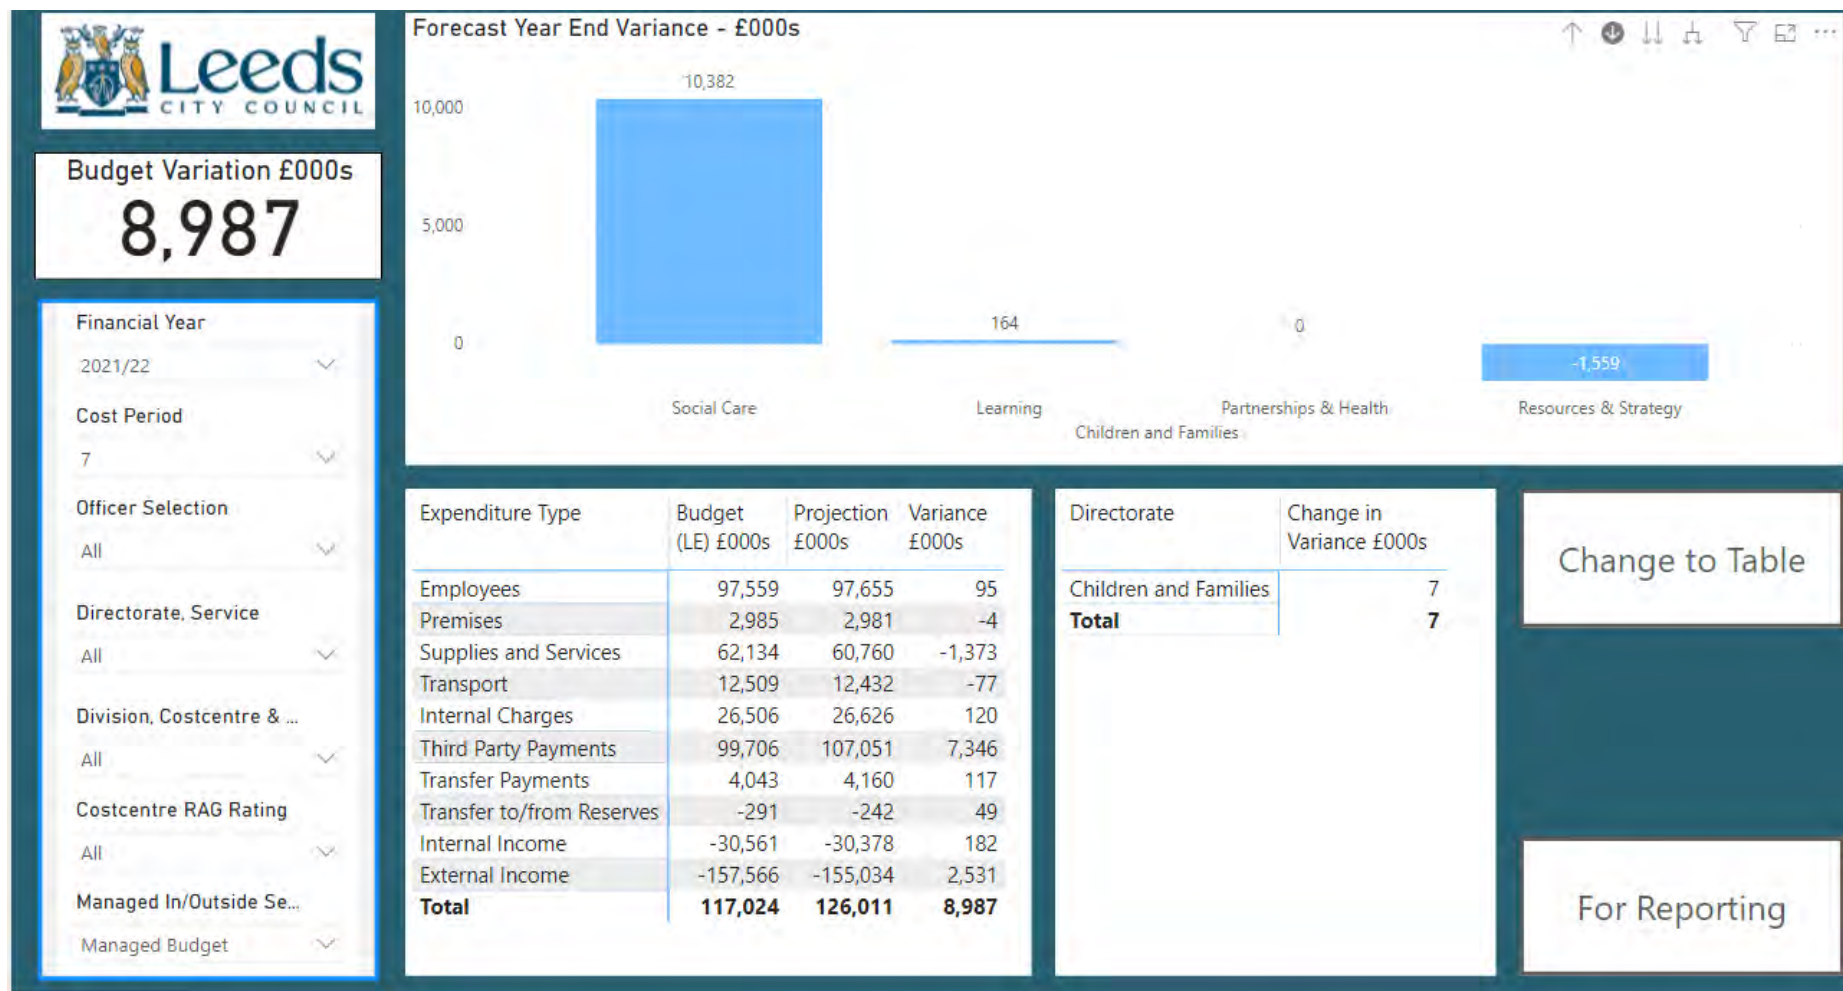 Leeds
CITY COUNCIL
Budget Variation £000s
8,987
Financial Year
2021/22
Cost Period
7
Officer Selection
All
Directorate, Service
All
Division, Costcentre & ...
All
Costcentre RAG Rating
All
Managed In/Outside Se...
Managed Budget
Forecast Year End Variance - £000s
10,000
5,000
0
10,382
164
0
-1,559
Social Care
Learning
Partnerships & Health
Resources & Strategy
Children and Families
Expenditure Type Budget (LE) £000s Projection £000s Variance £000s
Employees 97,559 97,655 95
Premises 2,985 2,981 -4
Supplies and Services 62,134 60,760 -1,373
Transport 12,509 12,432 -77
Internal Charges 26,506 26,626 120
Third Party Payments 99,706 107,051 7,346
Transfer Payments 4,043 4,160 117
Transfer to/from Reserves -291 -242 49
Internal Income -30,561 -30,378 182
External Income -157,566 -155,034 2,531
Total 117,024 126,011 8,987
Directorate Change in Variance £000s
Children and Families 7
Total 7
Change to Table
For Reporting